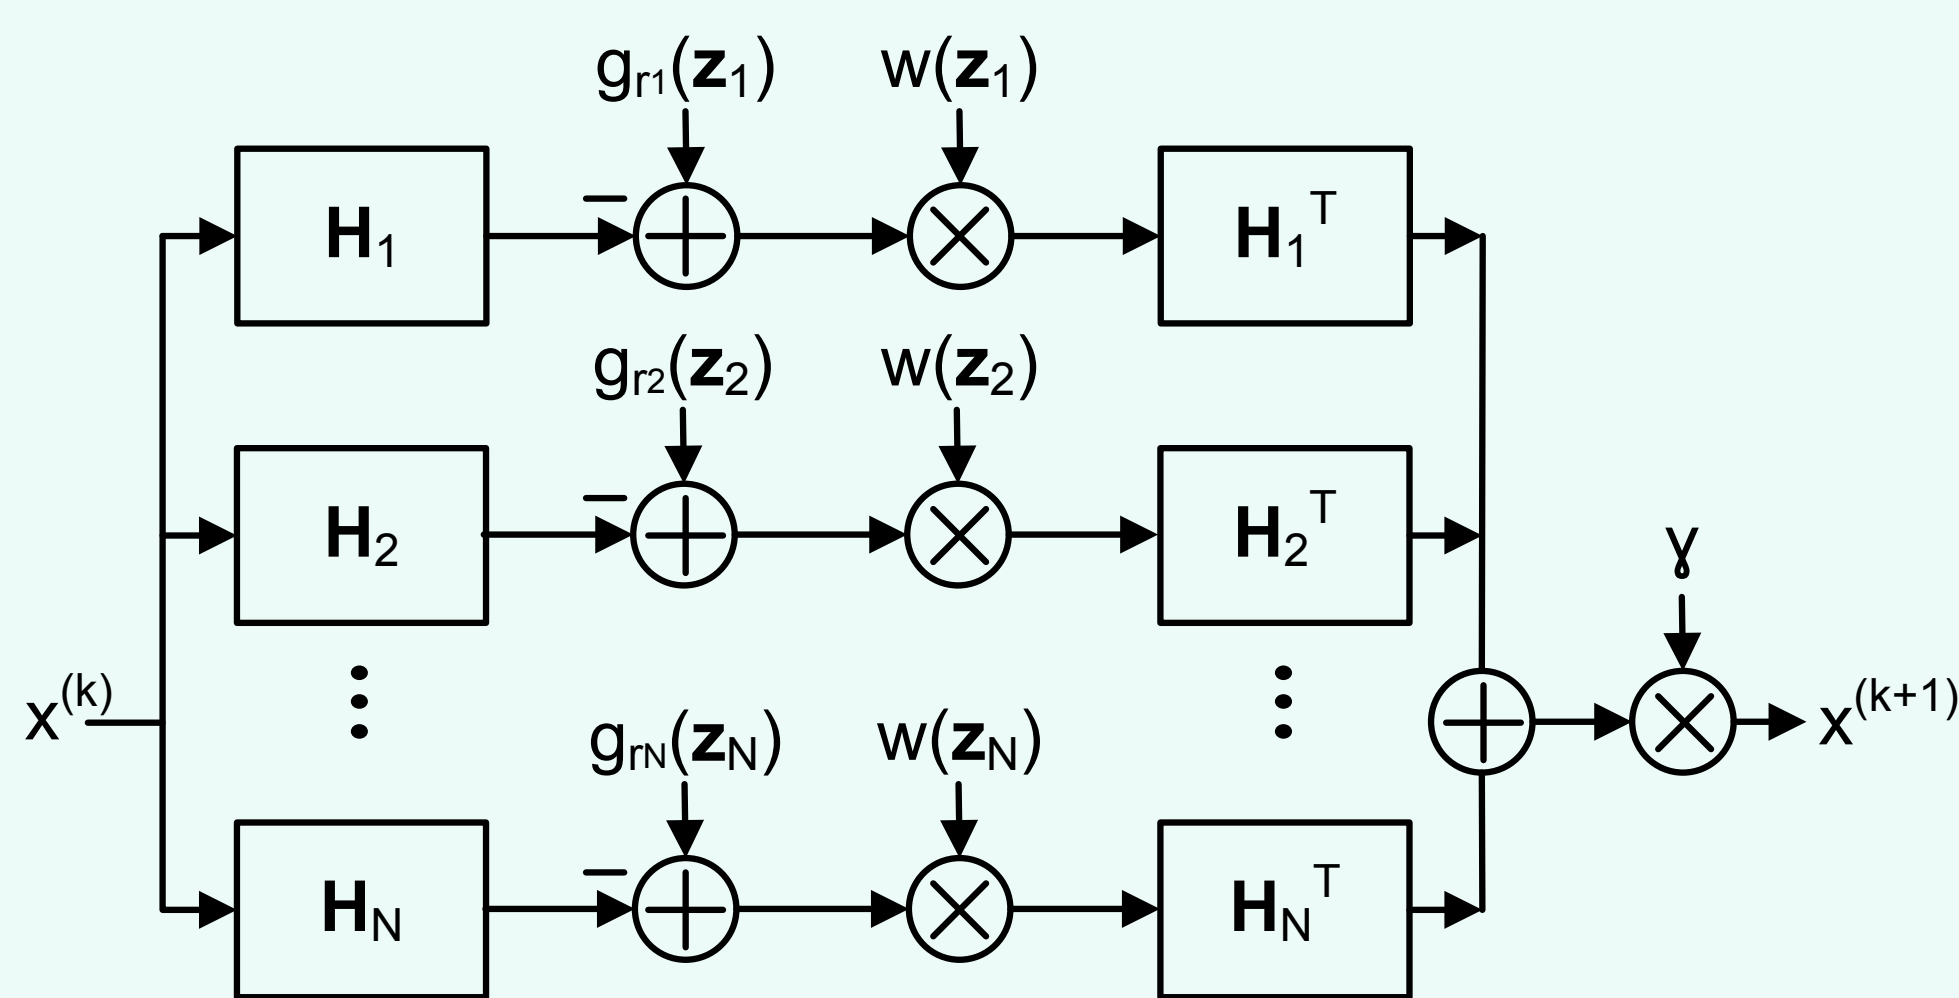 g_r1(z_1) w(z_1)
H_1 − H_1^T
g_r2(z_2) w(z_2)
H_2 − H_2^T
γ
x^(k) x^(k+1)
g_rN(z_N) w(z_N)
H_N − H_N^T